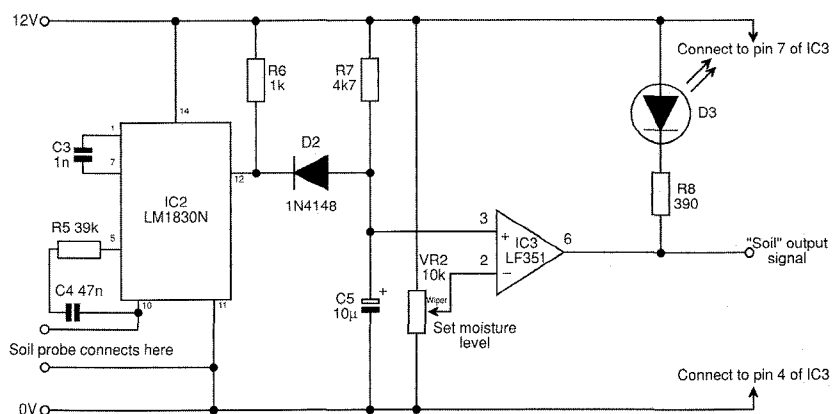 12V
Connect to pin 7 of IC3
R6
1k
R7
4k7
14
D3
1
C3
1n
7
D2
12
IC2
LM1830N
1N4148
R8
390
R5 39k
5
3
+
IC3
LF351
6
"Soil" output
signal
2
−
VR2
10k
C4 47n
10
11
C5
10µ
+
Wiper
Set moisture
level
Soil probe connects here
Connect to pin 4 of IC3
0V